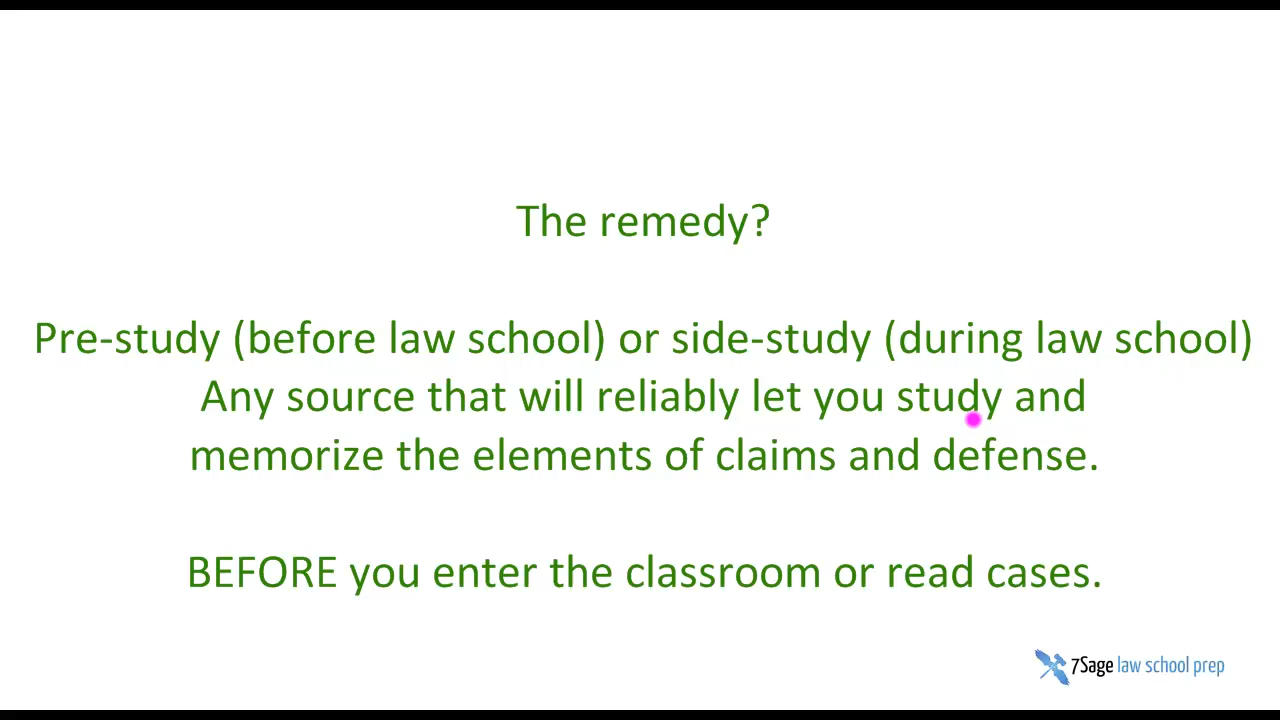 The remedy?
Pre-study (before law school) or side-study (during law school)
Any source that will reliably let you study and
memorize the elements of claims and defense.
BEFORE you enter the classroom or read cases.
7Sage law school prep